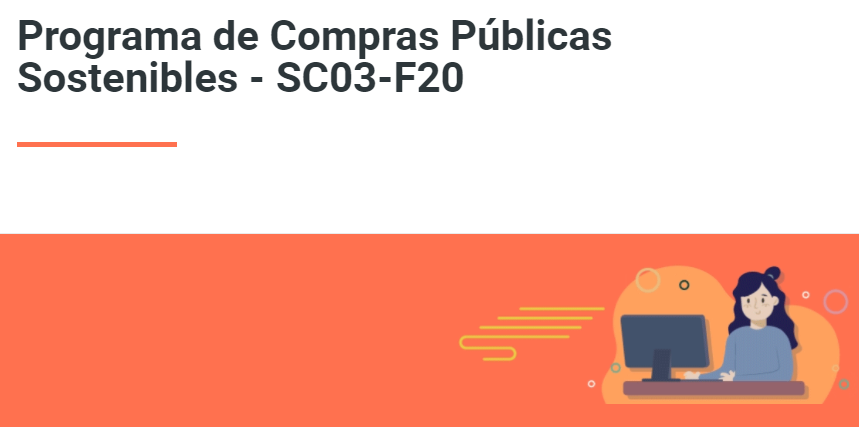 Programa de Compras Públicas
Sostenibles - SC03-F20